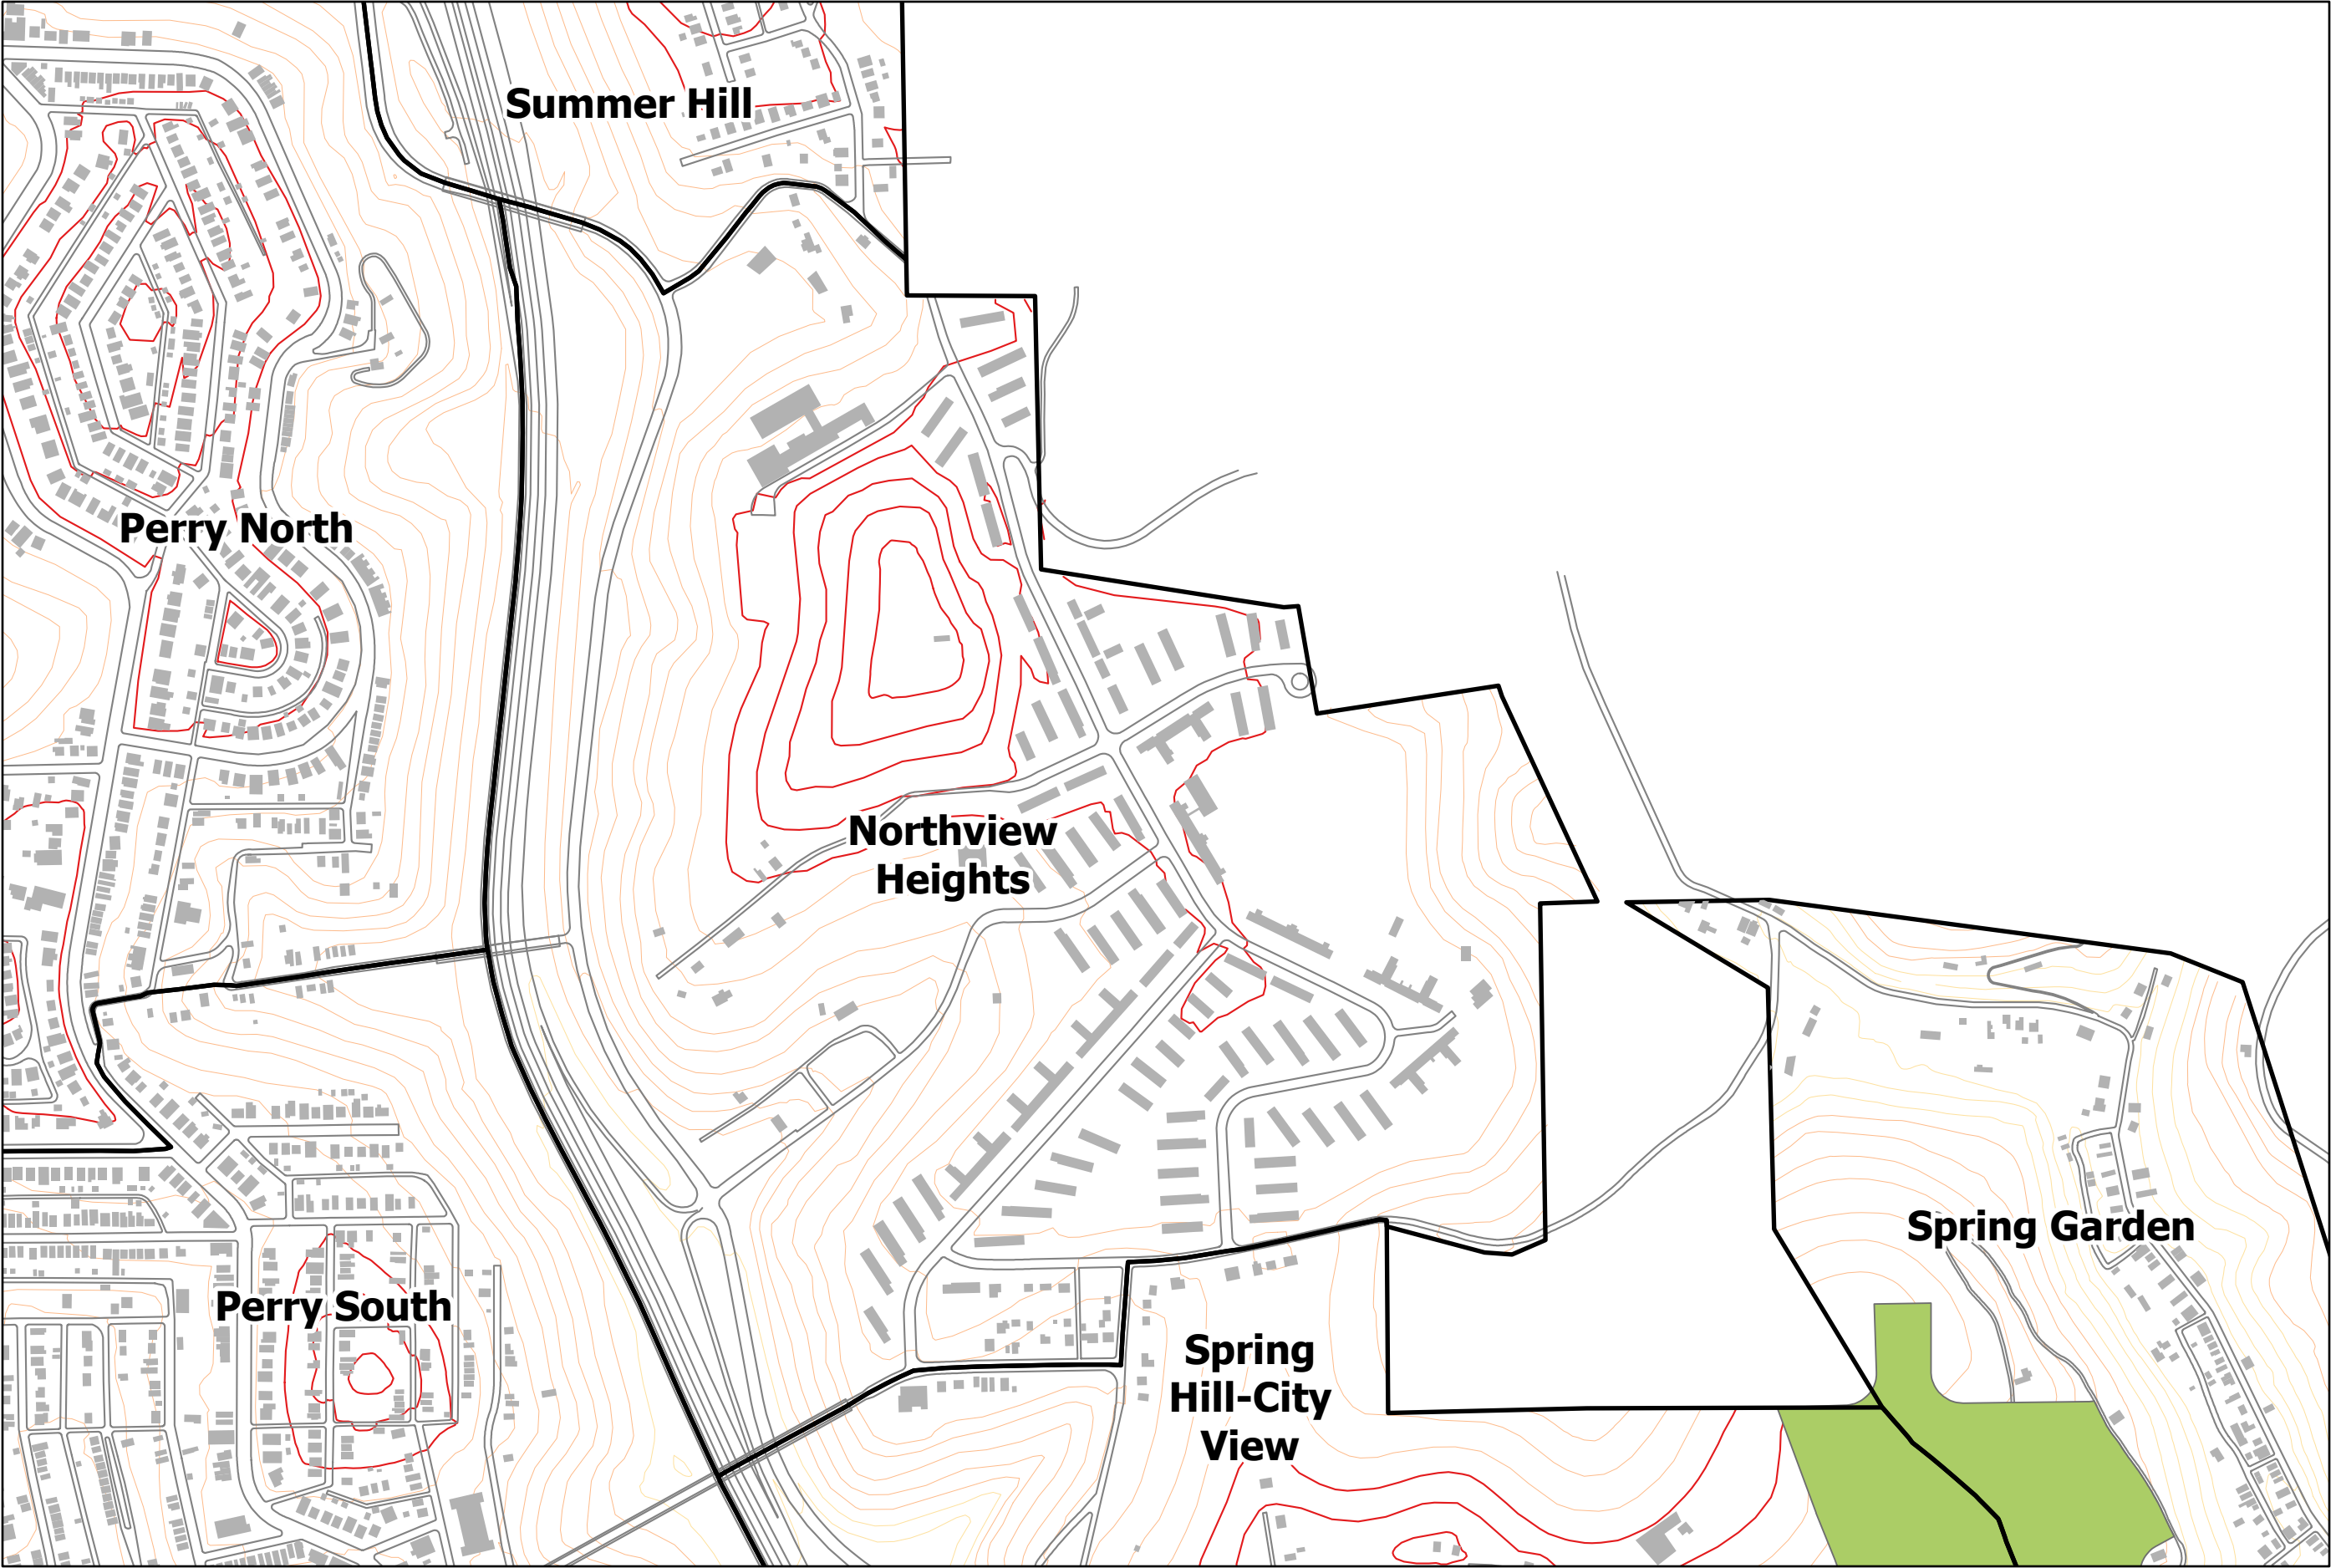 Summer Hill
Perry North
Northview
Heights
Spring Garden
Perry South
Spring
Hill-City
View